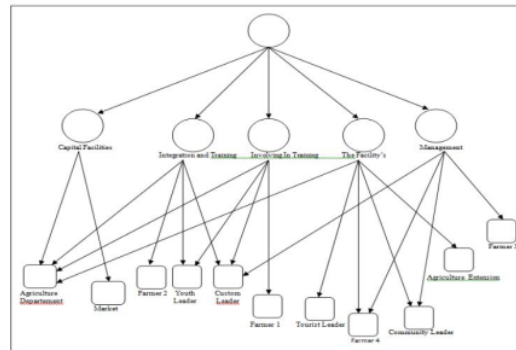 Capital Facilities
Integration and Training
Involving In Training
The Facility's
Management
Farmer 3
Agriculture Extension
Agriculture
Departement
Market
Farmer 2
Youth
Leader
Custom
Leader
Farmer 1
Tourist Leader
Farmer 4
Community Leader